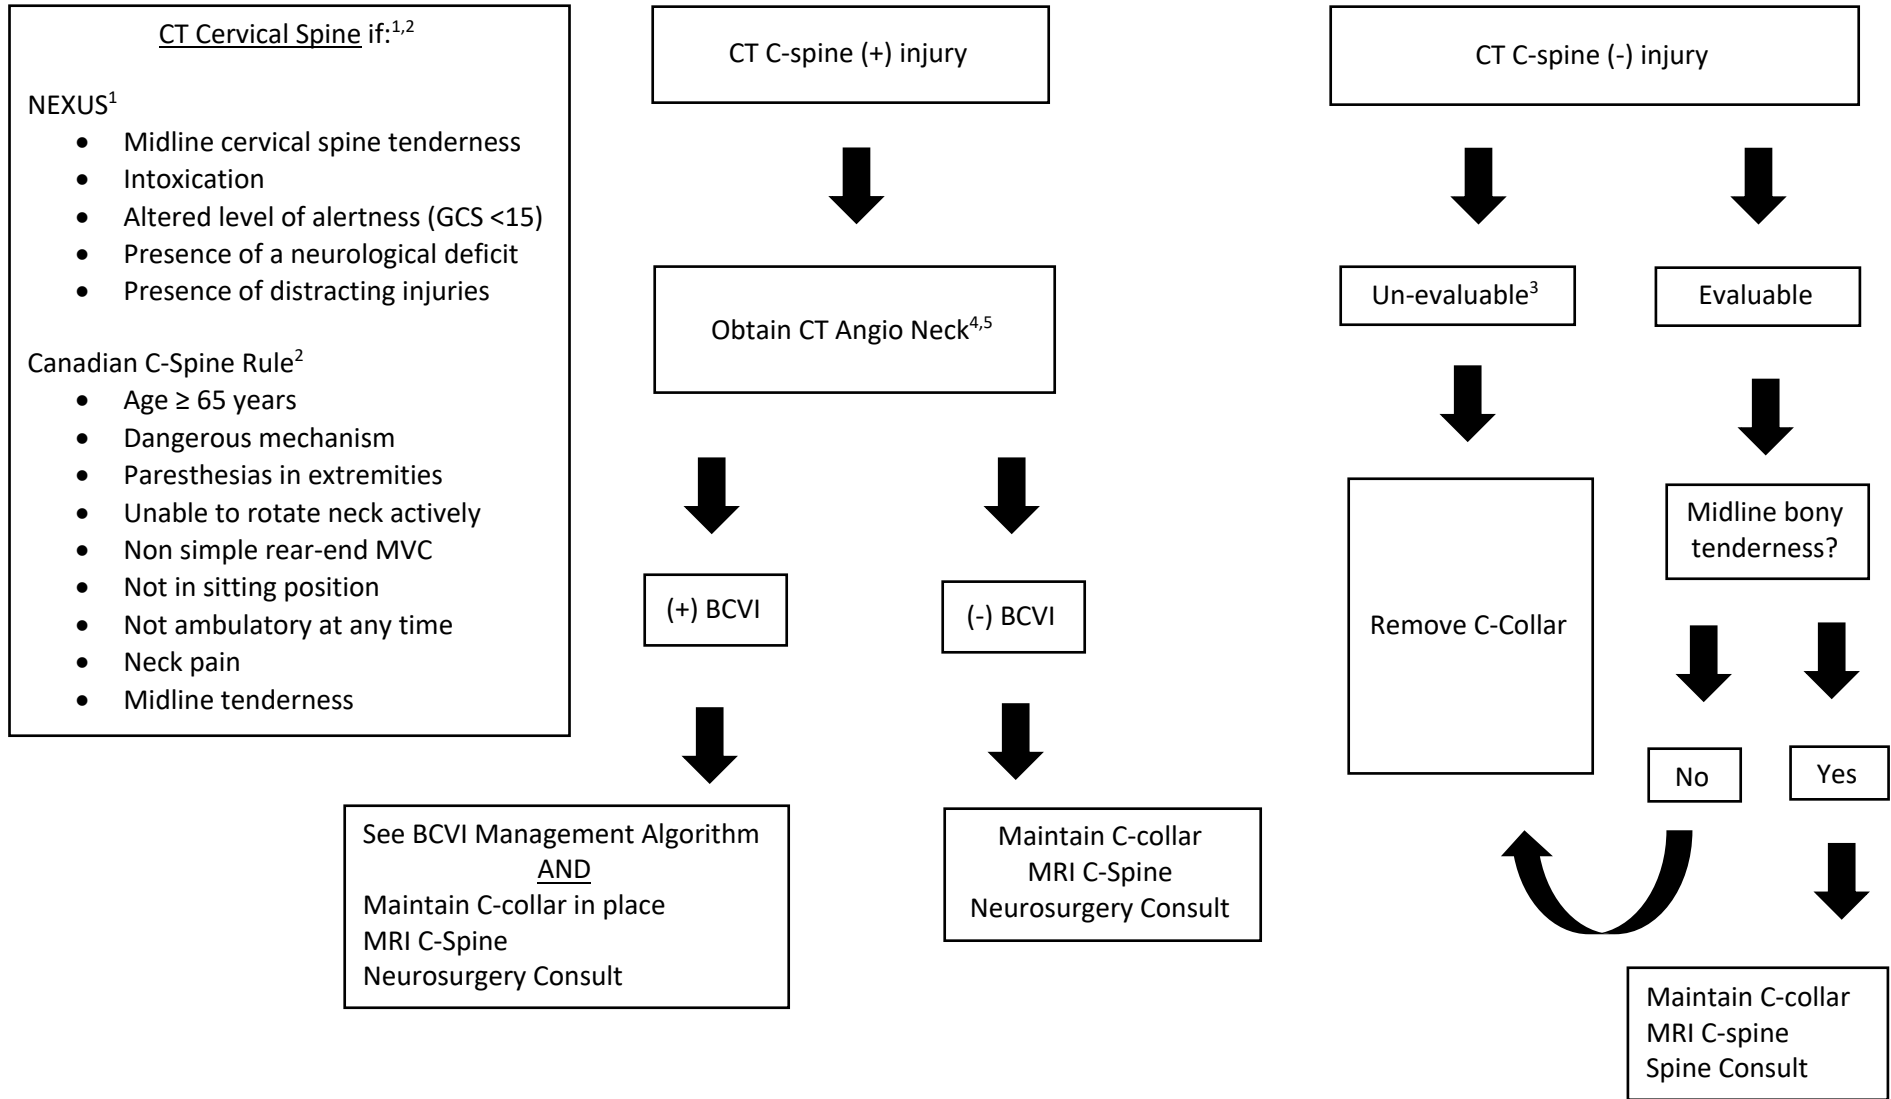 CT Cervical Spine if:1,2
NEXUS1
• Midline cervical spine tenderness
• Intoxication
• Altered level of alertness (GCS <15)
• Presence of a neurological deficit
• Presence of distracting injuries
Canadian C-Spine Rule2
• Age ≥ 65 years
• Dangerous mechanism
• Paresthesias in extremities
• Unable to rotate neck actively
• Non simple rear-end MVC
• Not in sitting position
• Not ambulatory at any time
• Neck pain
• Midline tenderness
CT C-spine (+) injury
Obtain CT Angio Neck4,5
(+) BCVI
(-) BCVI
See BCVI Management Algorithm
AND
Maintain C-collar in place
MRI C-Spine
Neurosurgery Consult
Maintain C-collar
MRI C-Spine
Neurosurgery Consult
CT C-spine (-) injury
Un-evaluable3
Evaluable
Remove C-Collar
Midline bony
tenderness?
No
Yes
Maintain C-collar
MRI C-spine
Spine Consult